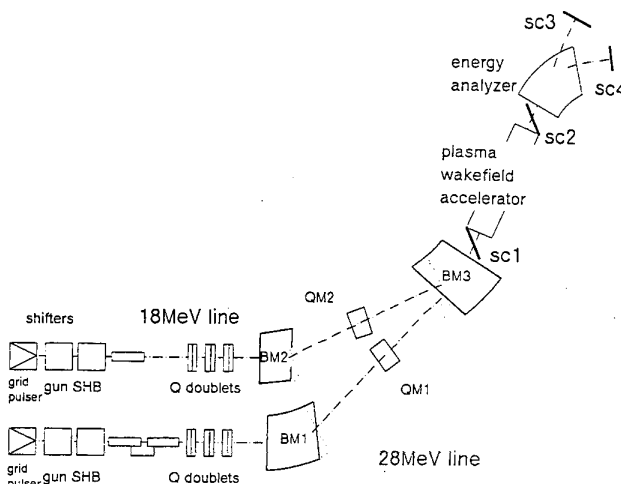 sc3
energy
analyzer
sc4
sc2
plasma
wakefield
accelerator
sc1
BM3
QM2
shifters
18MeV line
BM2
grid
pulser
gun SHB
Q doublets
QM1
BM1
28MeV line
grid
pulser
gun SHB
Q doublets